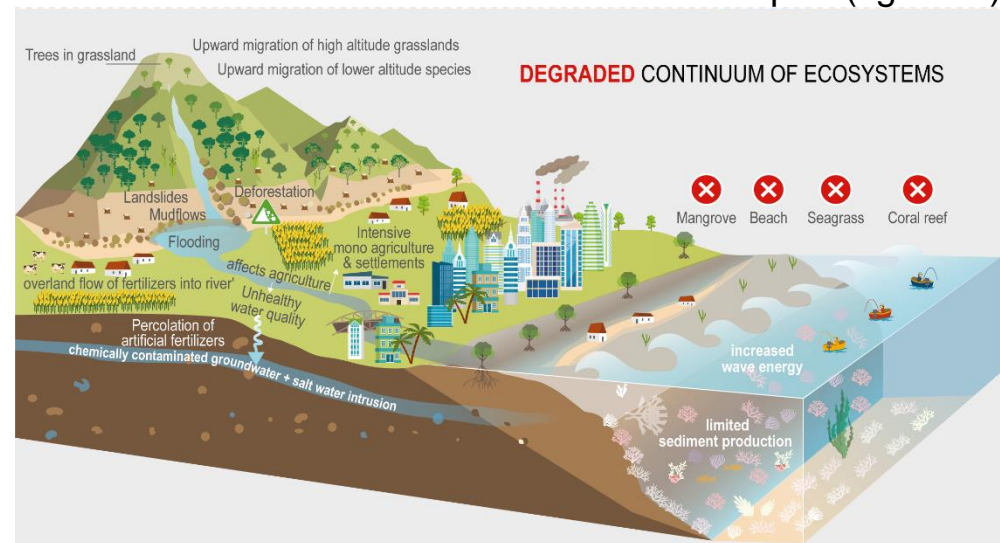 Trees in grassland
Upward migration of high altitude grasslands
Upward migration of lower altitude species
DEGRADED CONTINUUM OF ECOSYSTEMS
Mangrove
Beach
Seagrass
Coral reef
Landslides
Mudflows
Deforestation
Flooding
Intensive
mono agriculture
& settlements
affects agriculture
overland flow of fertilizers into river'
Unhealthy
water quality
Percolation of
artificial fertilizers
chemically contaminated groundwater + salt water intrusion
increased
wave energy
limited
sediment production